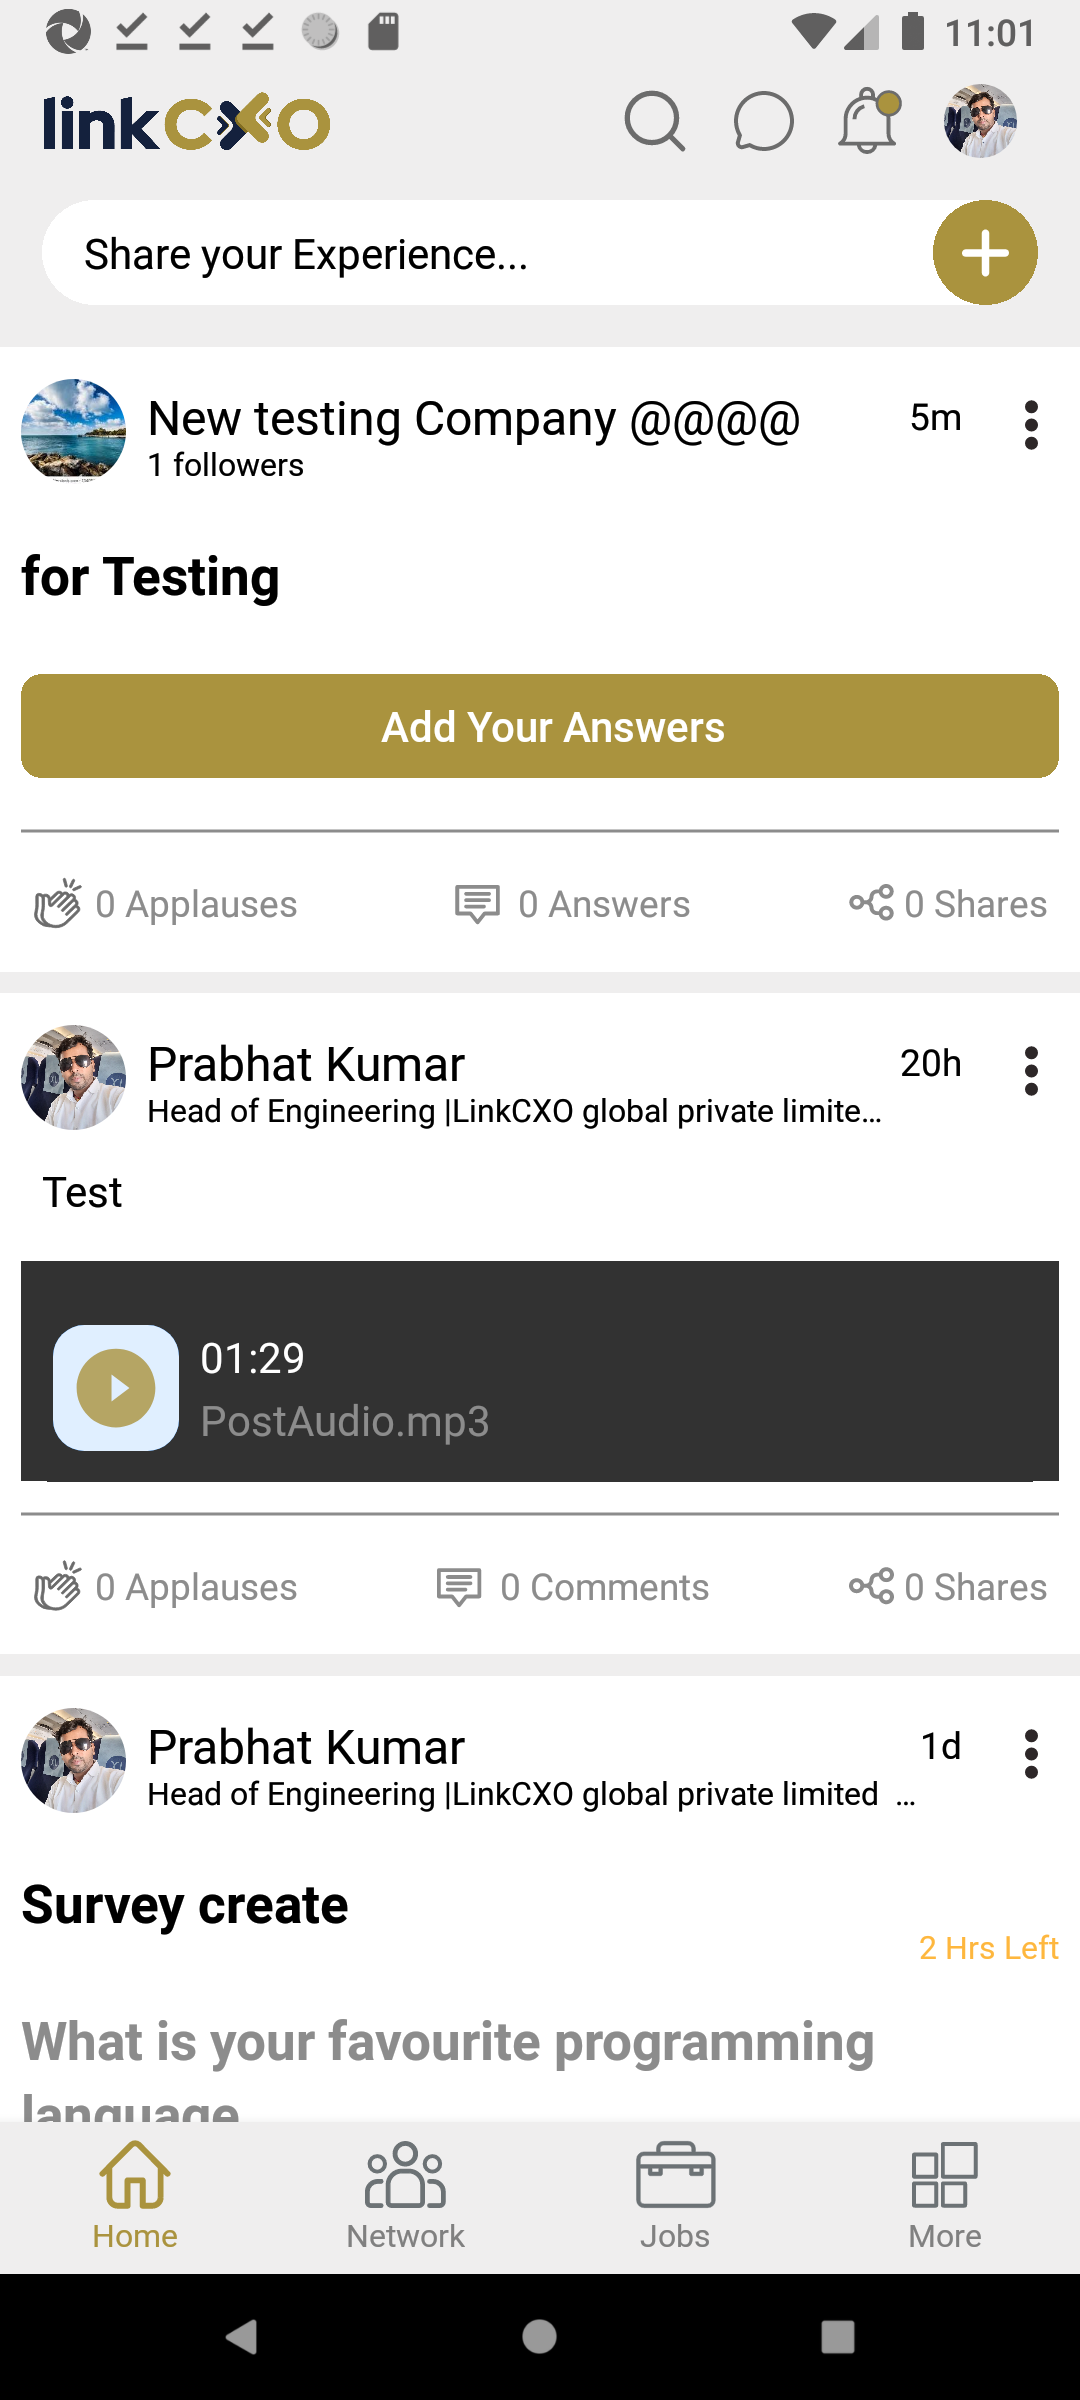 11:01
linkCXO
Share your Experience...
New testing Company @@@@
5m
1 followers
for Testing
Add Your Answers
0 Applauses
0 Answers
0 Shares
Prabhat Kumar
20h
Head of Engineering |LinkCXO global private limite...
Test
01:29
PostAudio.mp3
0 Applauses
0 Comments
0 Shares
Prabhat Kumar
1d
Head of Engineering |LinkCXO global private limited ...
Survey create
2 Hrs Left
What is your favourite programming
language
Home
Network
Jobs
More